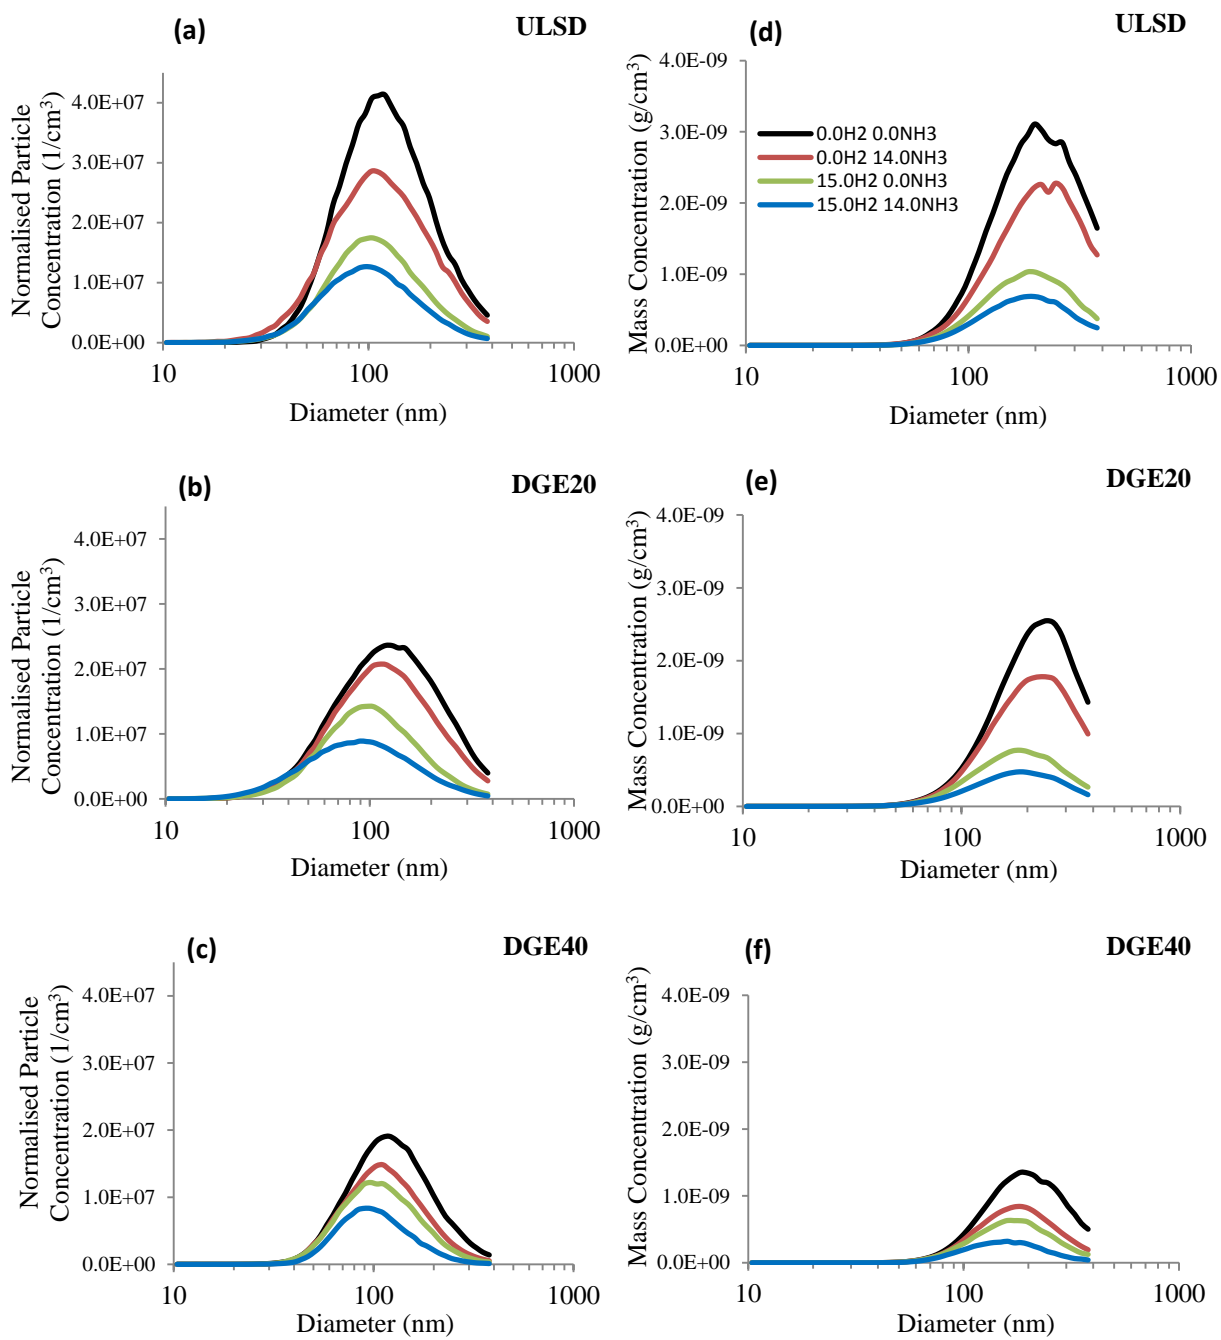 (a)
ULSD
Normalised Particle
Concentration (1/cm³)
4.0E+07
3.0E+07
2.0E+07
1.0E+07
0.0E+00
10
100
1000
Diameter (nm)
(d)
ULSD
Mass Concentration (g/cm³)
4.0E-09
3.0E-09
2.0E-09
1.0E-09
0.0E+00
0.0H2 0.0NH3
0.0H2 14.0NH3
15.0H2 0.0NH3
15.0H2 14.0NH3
10
100
1000
Diameter (nm)
(b)
DGE20
Normalised Particle
Concentration (1/cm³)
4.0E+07
3.0E+07
2.0E+07
1.0E+07
0.0E+00
10
100
1000
Diameter (nm)
(e)
DGE20
Mass Concentration (g/cm³)
4.0E-09
3.0E-09
2.0E-09
1.0E-09
0.0E+00
10
100
1000
Diameter (nm)
(c)
DGE40
Normalised Particle
Concentration (1/cm³)
4.0E+07
3.0E+07
2.0E+07
1.0E+07
0.0E+00
10
100
1000
Diameter (nm)
(f)
DGE40
Mass Concentration (g/cm³)
4.0E-09
3.0E-09
2.0E-09
1.0E-09
0.0E+00
10
100
1000
Diameter (nm)